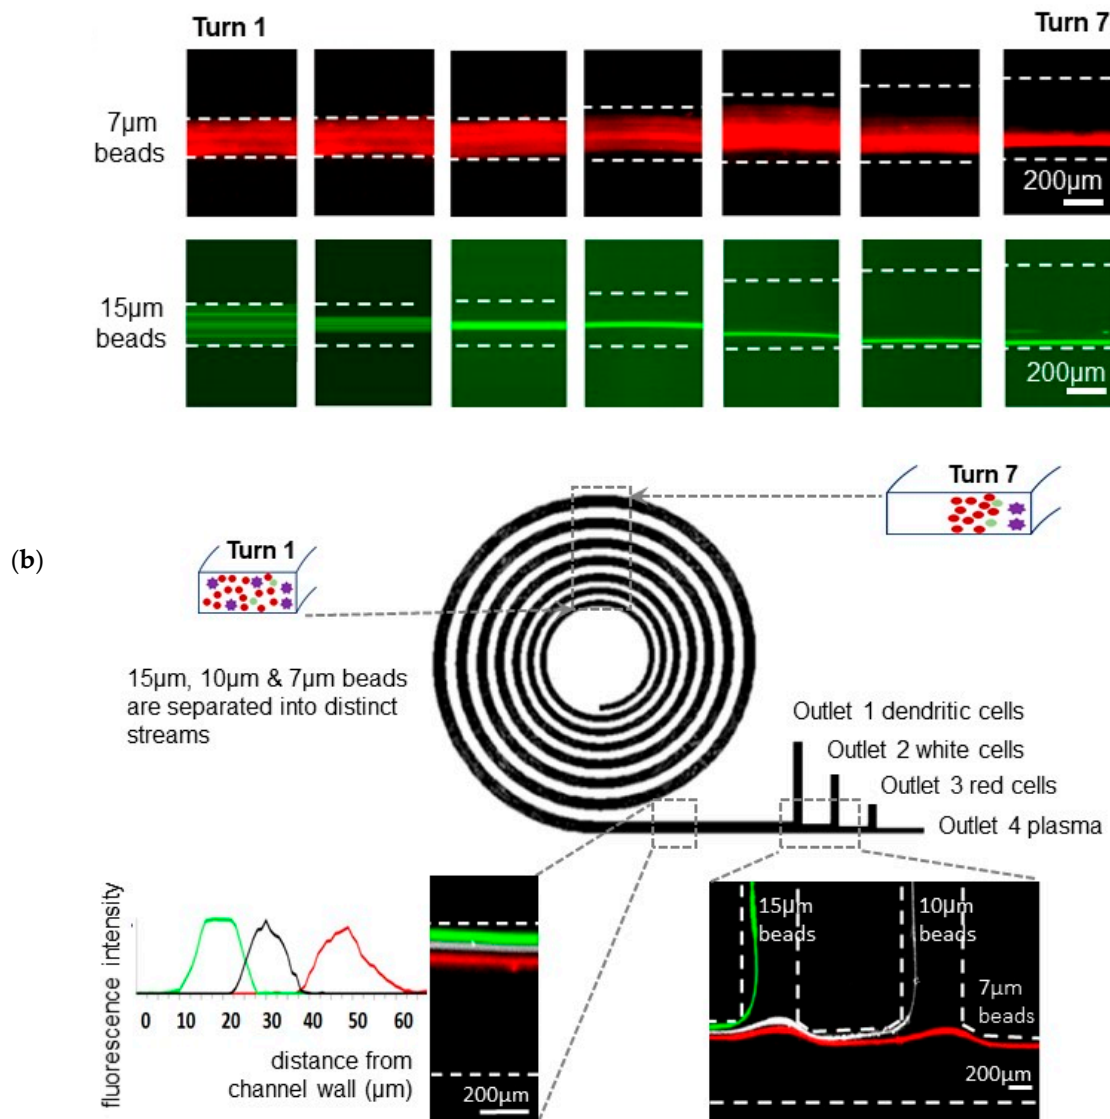 Turn 1
Turn 7
7µm
beads
200µm
15µm
beads
200µm
(b)
Turn 1
Turn 7
15µm, 10µm & 7µm beads
are separated into distinct
streams
Outlet 1 dendritic cells
Outlet 2 white cells
Outlet 3 red cells
Outlet 4 plasma
fluorescence intensity
0 10 20 30 40 50 60
distance from
channel wall (µm)
200µm
15µm
beads
10µm
beads
7µm
beads
200µm